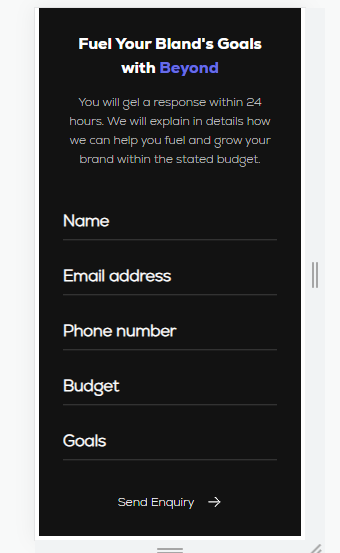 Fuel Your Bland's Goals
with Beyond
You will gel a response within 24
hours. We will explain in details how
we can help you fuel and grow your
brand within the stated budget.
Name
Email address
Phone number
Budget
Goals
Send Enquiry →